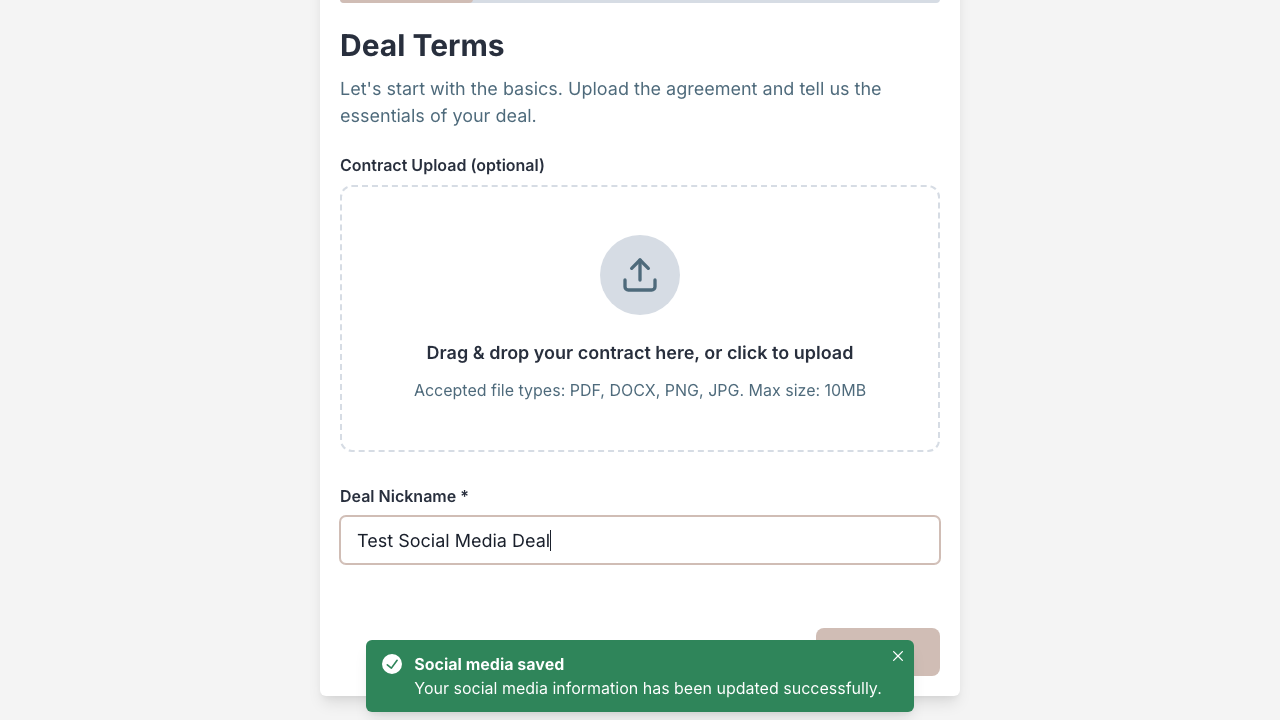 Deal Terms
Let's start with the basics. Upload the agreement and tell us the
essentials of your deal.
Contract Upload (optional)
Drag & drop your contract here, or click to upload
Accepted file types: PDF, DOCX, PNG, JPG. Max size: 10MB
Deal Nickname *
Test Social Media Deal
Social media saved
Your social media information has been updated successfully.